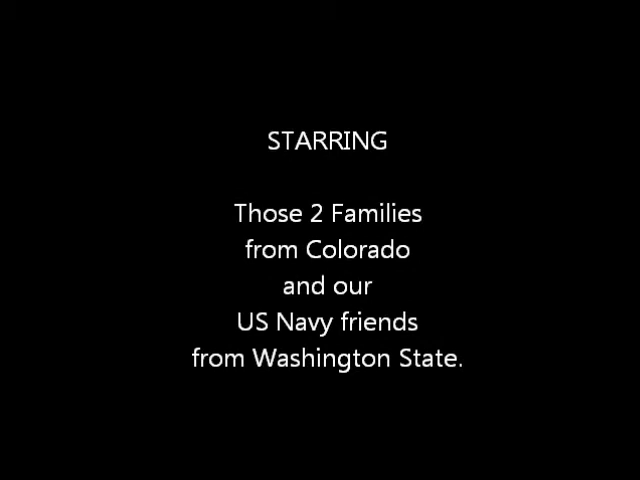 STARRING
Those 2 Families
from Colorado
and our
US Navy friends
from Washington State.